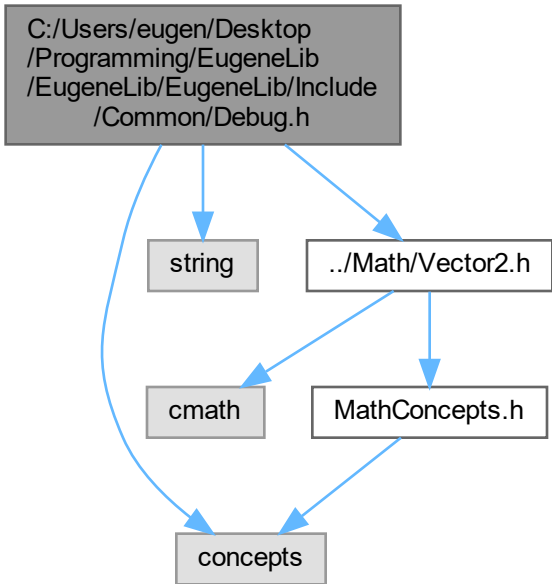 C:/Users/eugen/Desktop
/Programming/EugeneLib
/EugeneLib/EugeneLib/Include
/Common/Debug.h
string
../Math/Vector2.h
cmath
MathConcepts.h
concepts